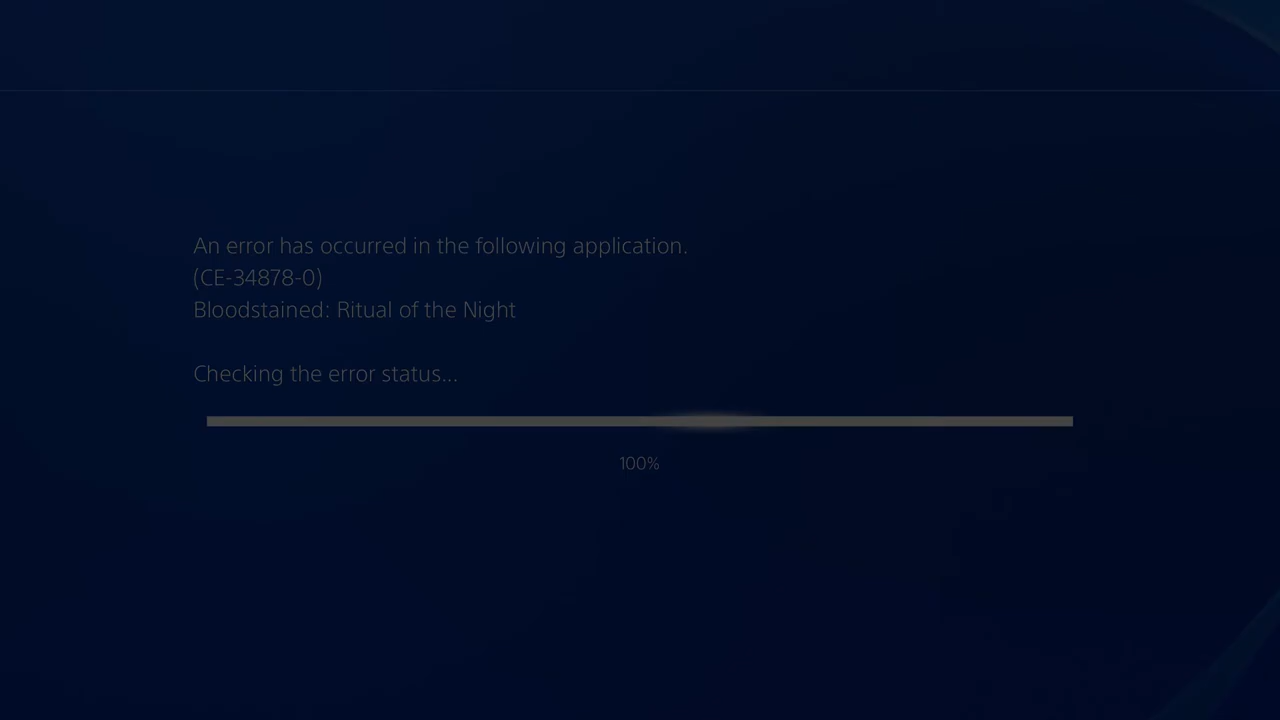 An error has occurred in the following application.
(CE-34878-0)
Bloodstained: Ritual of the Night
Checking the error status...
100%